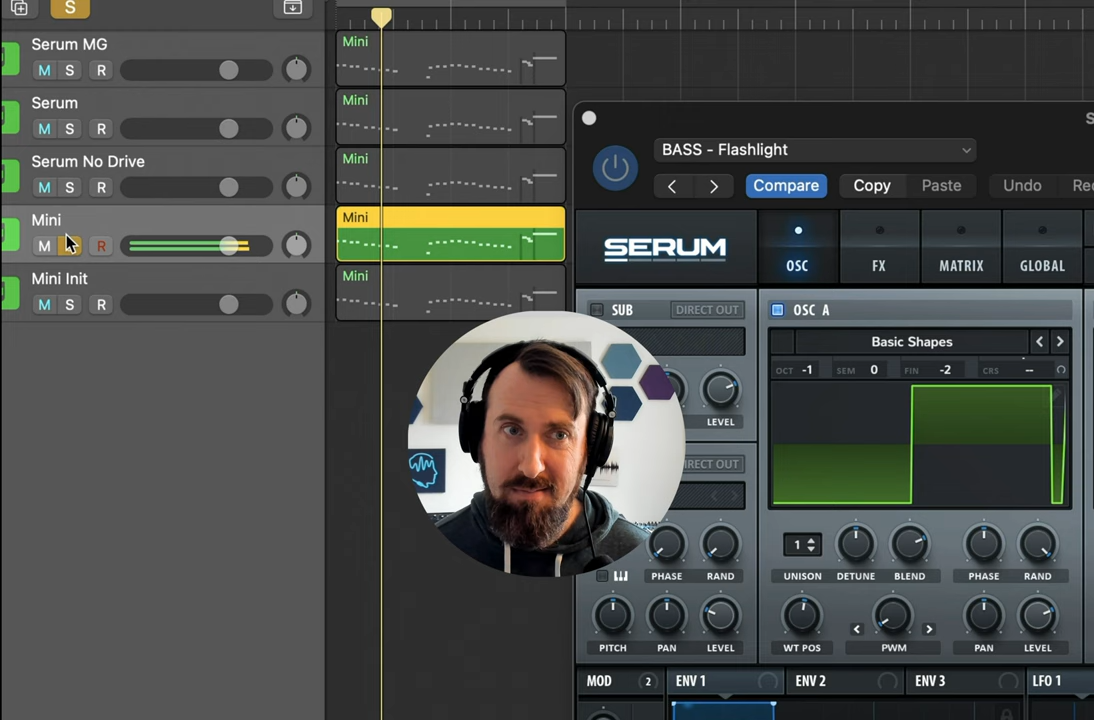 S
Serum MG
M S R
Serum
M S R
Serum No Drive
M S R
Mini
M R
Mini Init
M S R
Mini
Mini
Mini
Mini
Mini
S
BASS - Flashlight
Compare Copy Paste Undo
SERUM
OSC FX MATRIX GLOBAL
SUB DIRECT OUT
LEVEL
DIRECT OUT
PHASE RAND
PITCH PAN LEVEL
OSC A
Basic Shapes
OCT -1 SEM 0 FIN -2 CRS --
1
UNISON DETUNE BLEND PHASE RAND
WT POS PWM PAN LEVEL
MOD 2 ENV 1 ENV 2 ENV 3 LFO 1